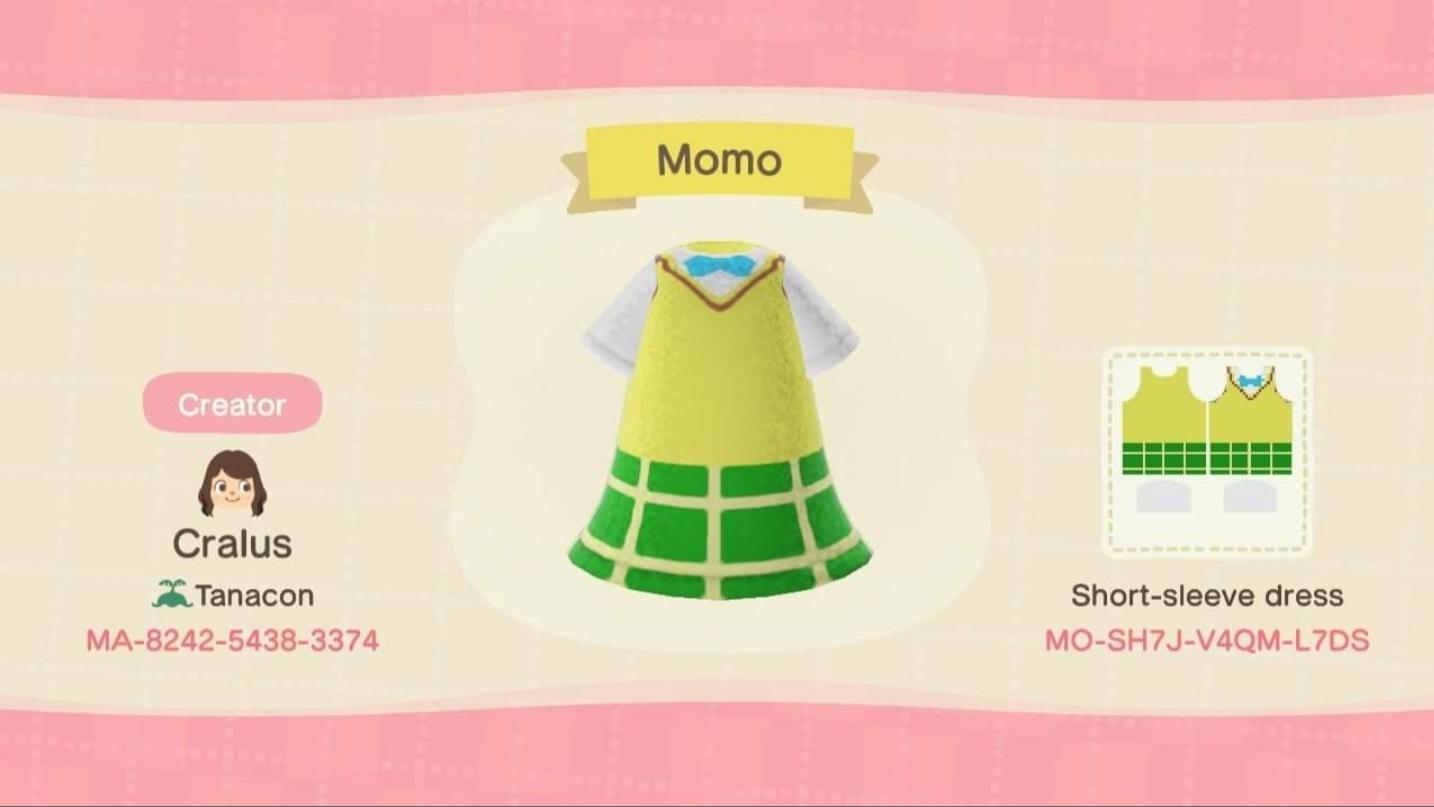 Momo
Creator
Cralus
Tanacon
MA-8242-5438-3374
Short-sleeve dress
MO-SH7J-V4QM-L7DS